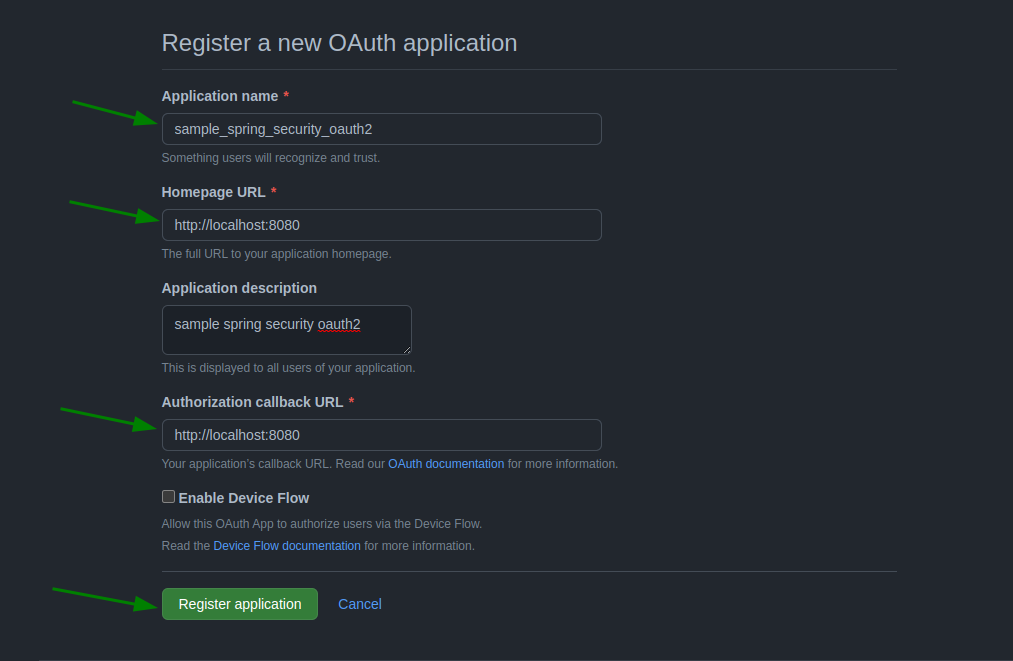 Register a new OAuth application
Application name *
sample_spring_security_oauth2
Something users will recognize and trust.
Homepage URL *
http://localhost:8080
The full URL to your application homepage.
Application description
sample spring security oauth2
This is displayed to all users of your application.
Authorization callback URL *
http://localhost:8080
Your application's callback URL. Read our OAuth documentation for more information.
Enable Device Flow
Allow this OAuth App to authorize users via the Device Flow.
Read the Device Flow documentation for more information.
Register application Cancel